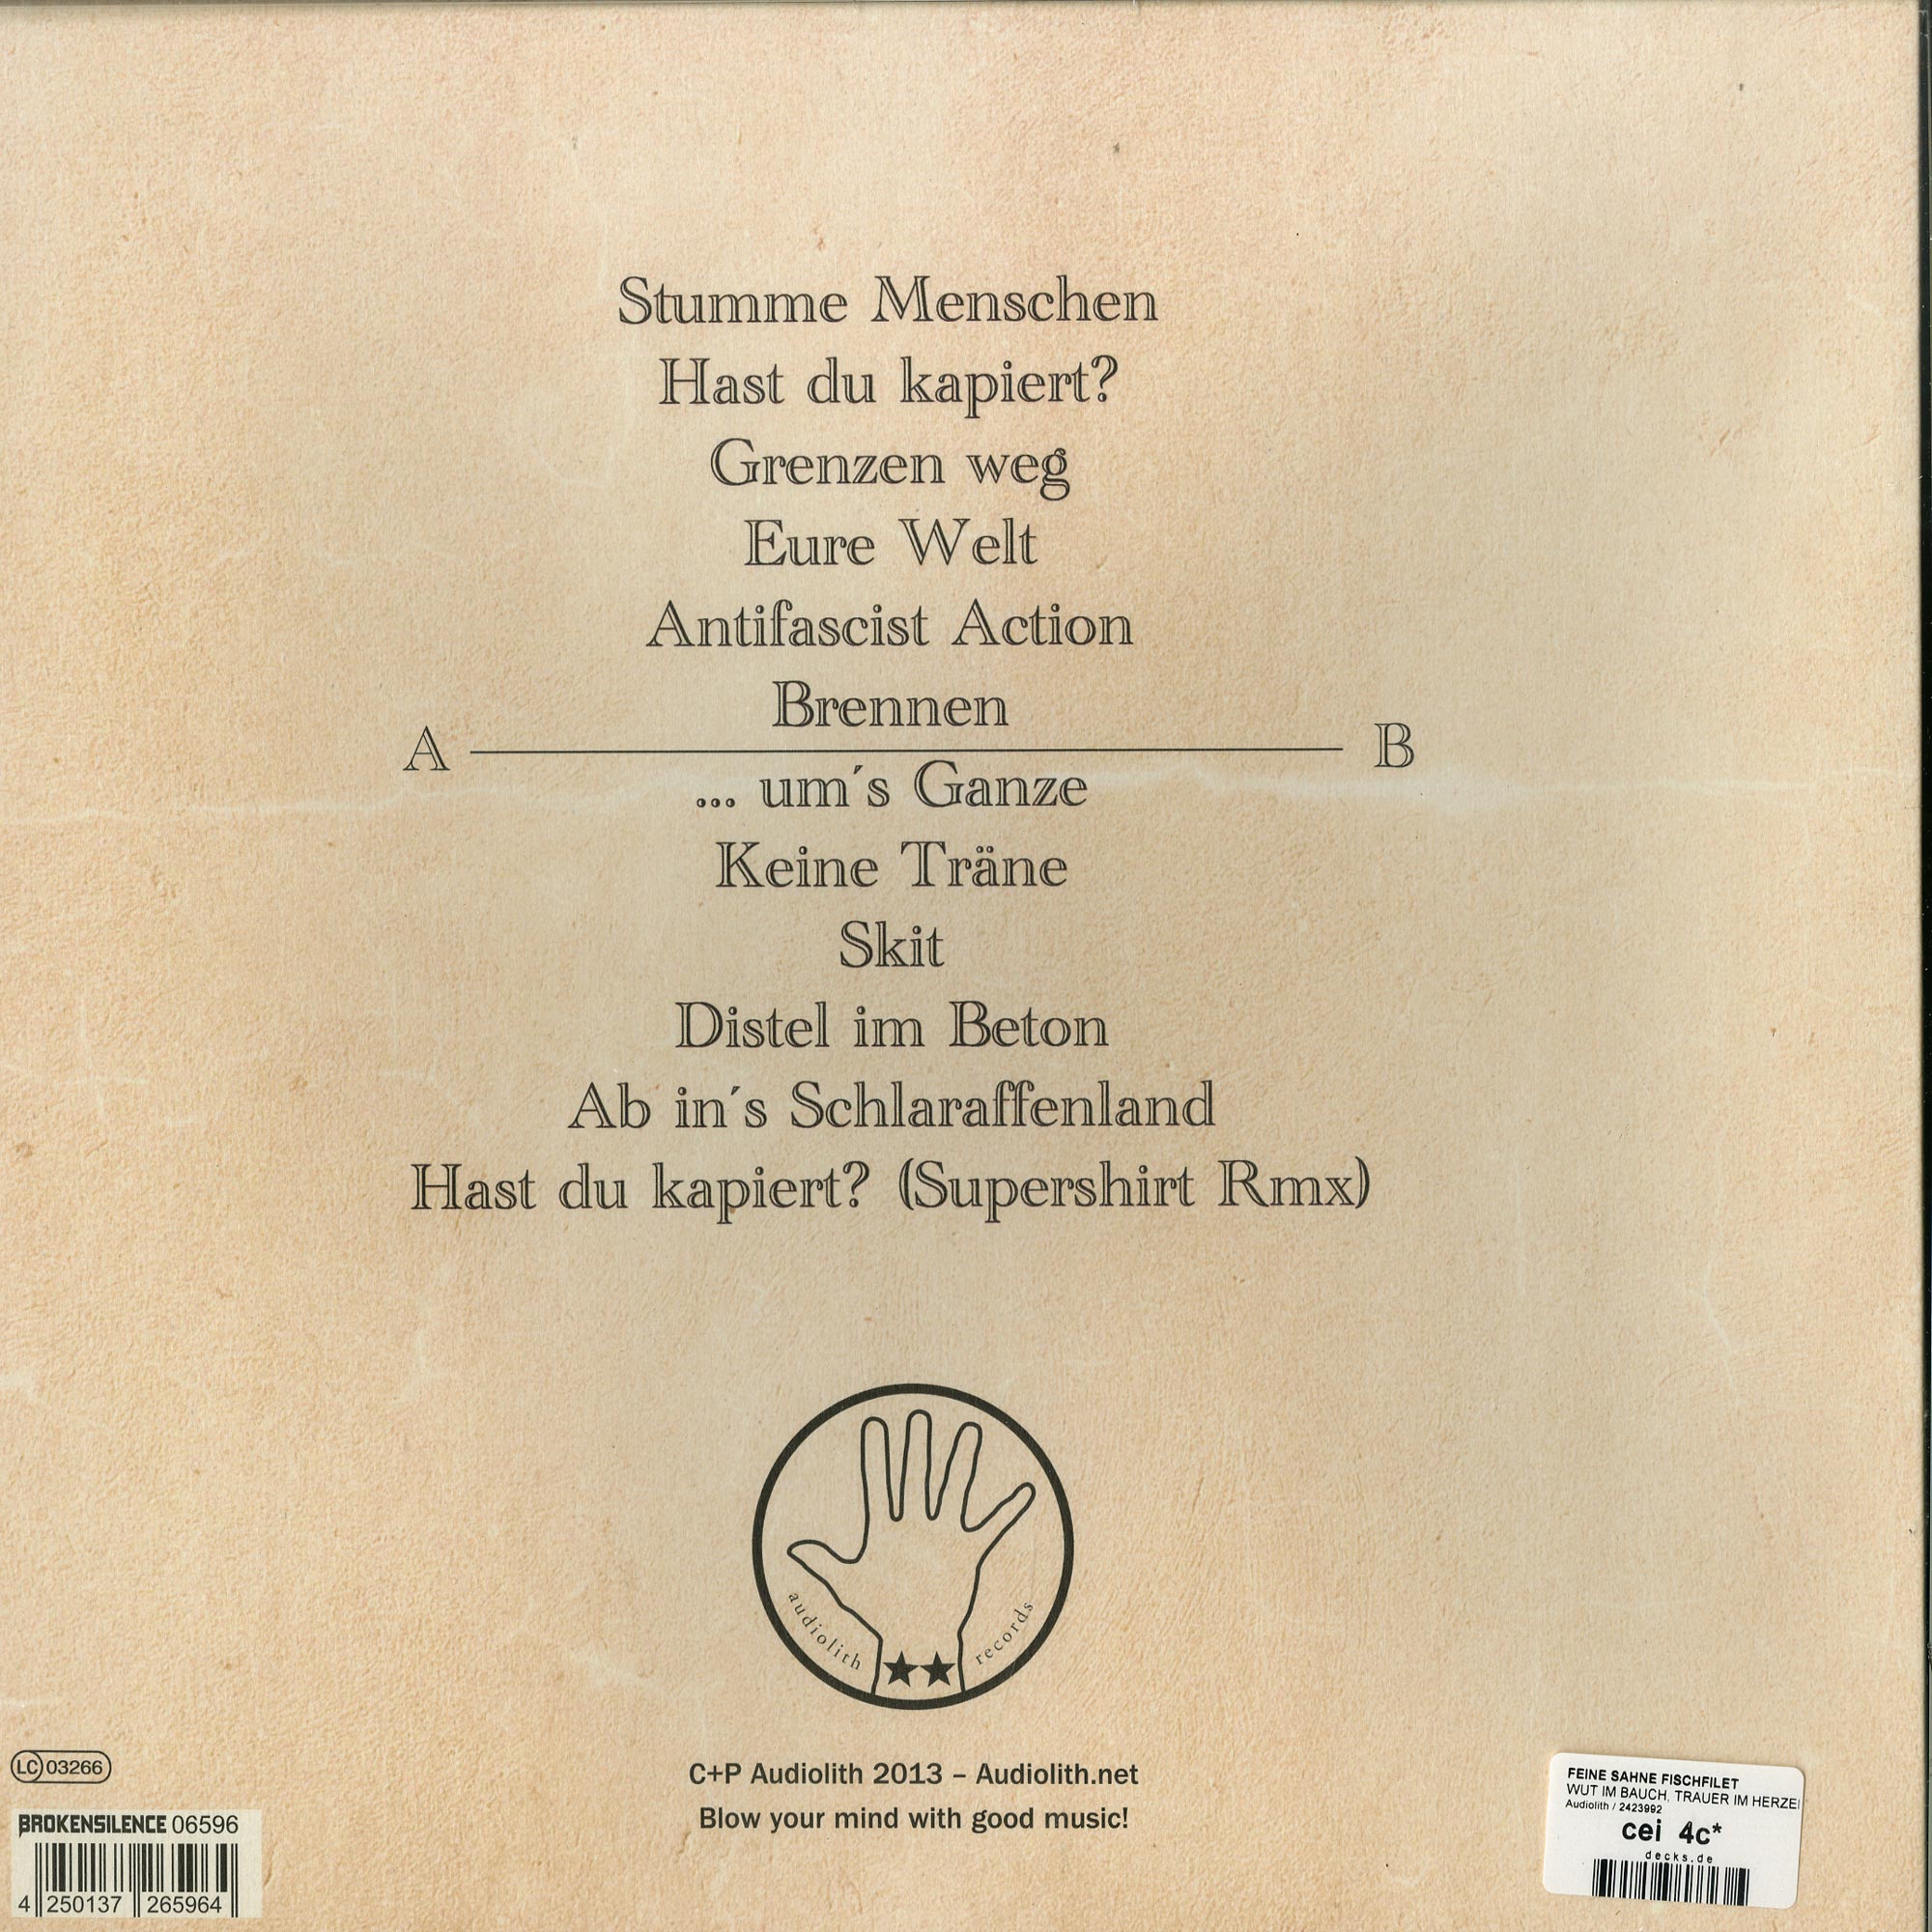 Stumme Menschen
Hast du kapiert?
Grenzen weg
Eure Welt
Antifascist Action
Brennen
A B
... um´s Ganze
Keine Träne
Skit
Distel im Beton
Ab in´s Schlaraffenland
Hast du kapiert? (Supershirt Rmx)
audiolith records
C+P Audiolith 2013 – Audiolith.net
Blow your mind with good music!
LC 03266
BROKENSILENCE 06596
4 250137 265964
FEINE SAHNE FISCHFILET
WUT IM BAUCH, TRAUER IM HERZE
Audiolith / 2423992
cei 4c*
decks.de